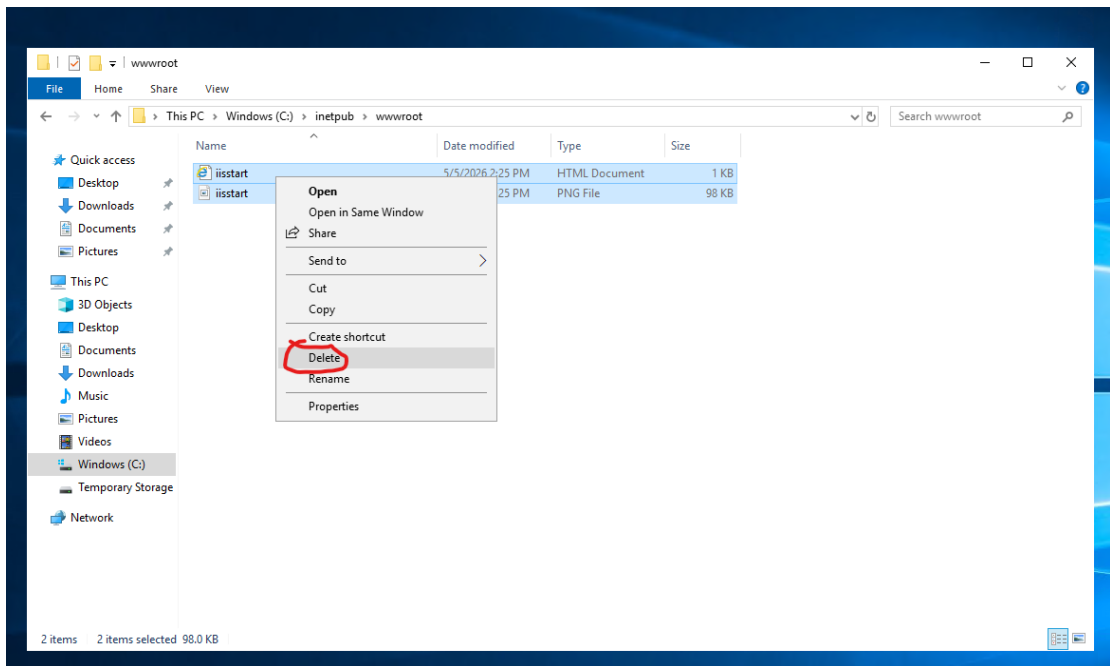 wwwroot
File Home Share View
This PC > Windows (C:) > inetpub > wwwroot Search wwwroot
Name Date modified Type Size
Quick access
Desktop
Downloads
Documents
Pictures
This PC
3D Objects
Desktop
Documents
Downloads
Music
Pictures
Videos
Windows (C:)
Temporary Storage
Network
iisstart 5/5/2026 2:25 PM HTML Document 1 KB
iisstart 25 PM PNG File 98 KB
Open
Open in Same Window
Share
Send to
Cut
Copy
Create shortcut
Delete
Rename
Properties
2 items 2 items selected 98.0 KB